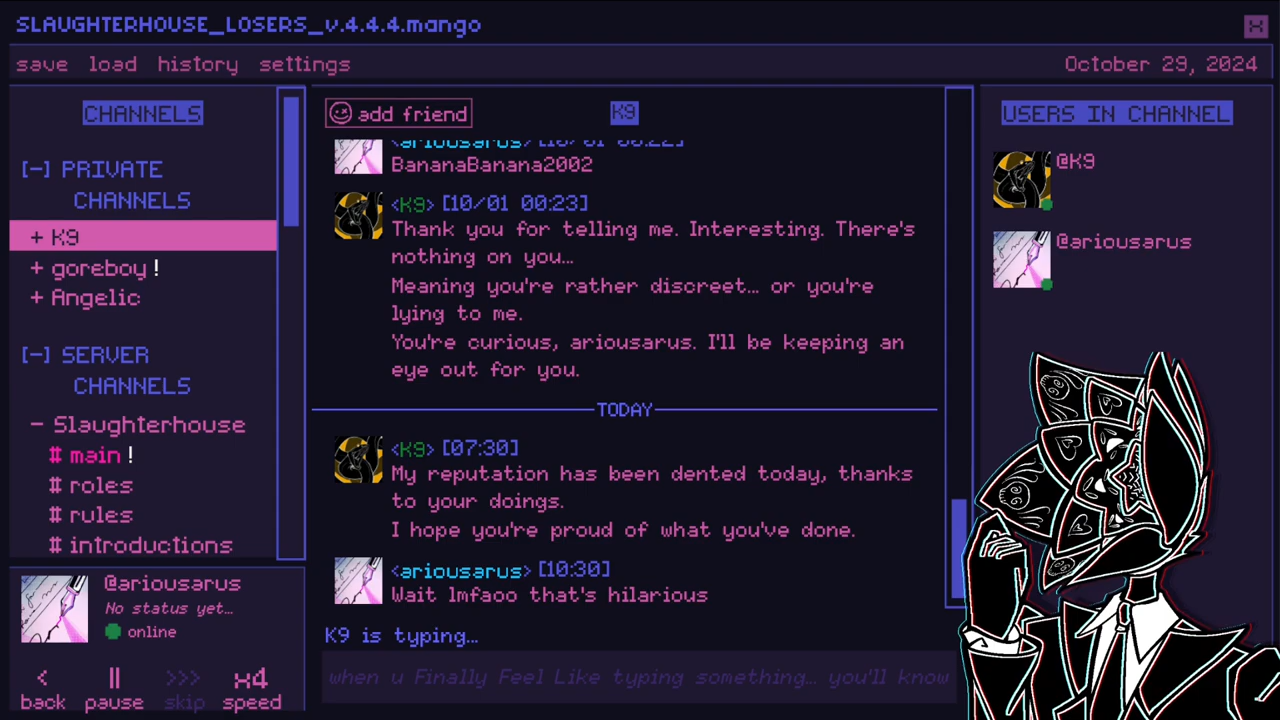 SLAUGHTERHOUSE_LOSERS_v.4.4.4.mango
x
save load history settings
October 29, 2024
CHANNELS
[-] PRIVATE
CHANNELS
+ K9
+ goreboy !
+ Angelic
[-] SERVER
CHANNELS
- Slaughterhouse
# main !
# roles
# rules
# introductions
@ariousarus
No status yet...
online
< || >>> x4
back pause skip speed
add friend
K9
<ariousarus> [10/01 00:22]
BananaBanana2002
<K9> [10/01 00:23]
Thank you for telling me. Interesting. There's
nothing on you...
Meaning you're rather discreet... or you're
lying to me.
You're curious, ariousarus. I'll be keeping an
eye out for you.
TODAY
<K9> [07:30]
My reputation has been dented today, thanks
to your doings.
I hope you're proud of what you've done.
<ariousarus> [10:30]
Wait lmfaoo that's hilarious
K9 is typing...
when u Finally Feel Like typing something... you'll know
USERS IN CHANNEL
@K9
@ariousarus